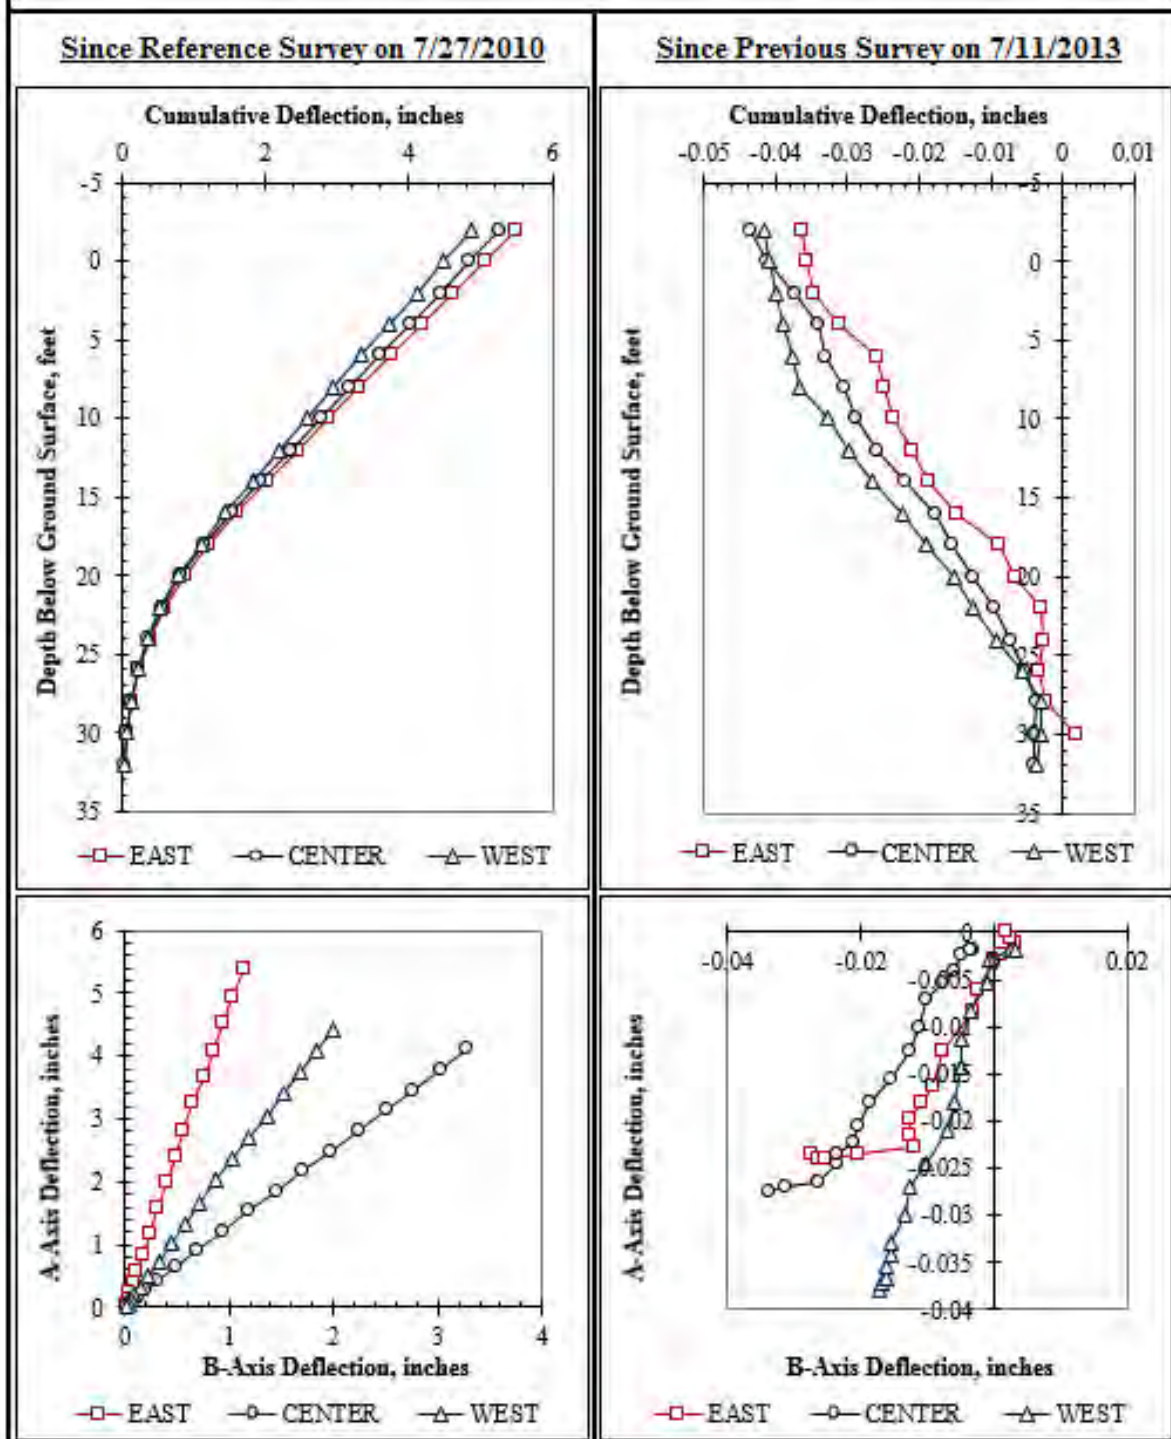 Since Reference Survey on 7/27/2010
Cumulative Deflection, inches
0 2 4 6
-5
0
5
10
15
20
25
30
35
Depth Below Ground Surface, feet
EAST CENTER WEST
Since Previous Survey on 7/11/2013
Cumulative Deflection, inches
-0.05 -0.04 -0.03 -0.02 -0.01 0 0.01
-5
0
5
10
15
20
25
30
35
Depth Below Ground Surface, feet
EAST CENTER WEST
6
5
4
3
2
1
0
A-Axis Deflection, inches
0 1 2 3 4
B-Axis Deflection, inches
EAST CENTER WEST
-0.04 -0.02 0 0.02
-0.005
-0.01
-0.015
-0.02
-0.025
-0.03
-0.035
-0.04
A-Axis Deflection, inches
B-Axis Deflection, inches
EAST CENTER WEST